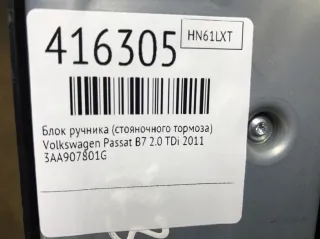 416305
HN61LXT
Блок ручника (стояночного тормоза)
Volkswagen Passat B7 2.0 TDi 2011
3AA907801G